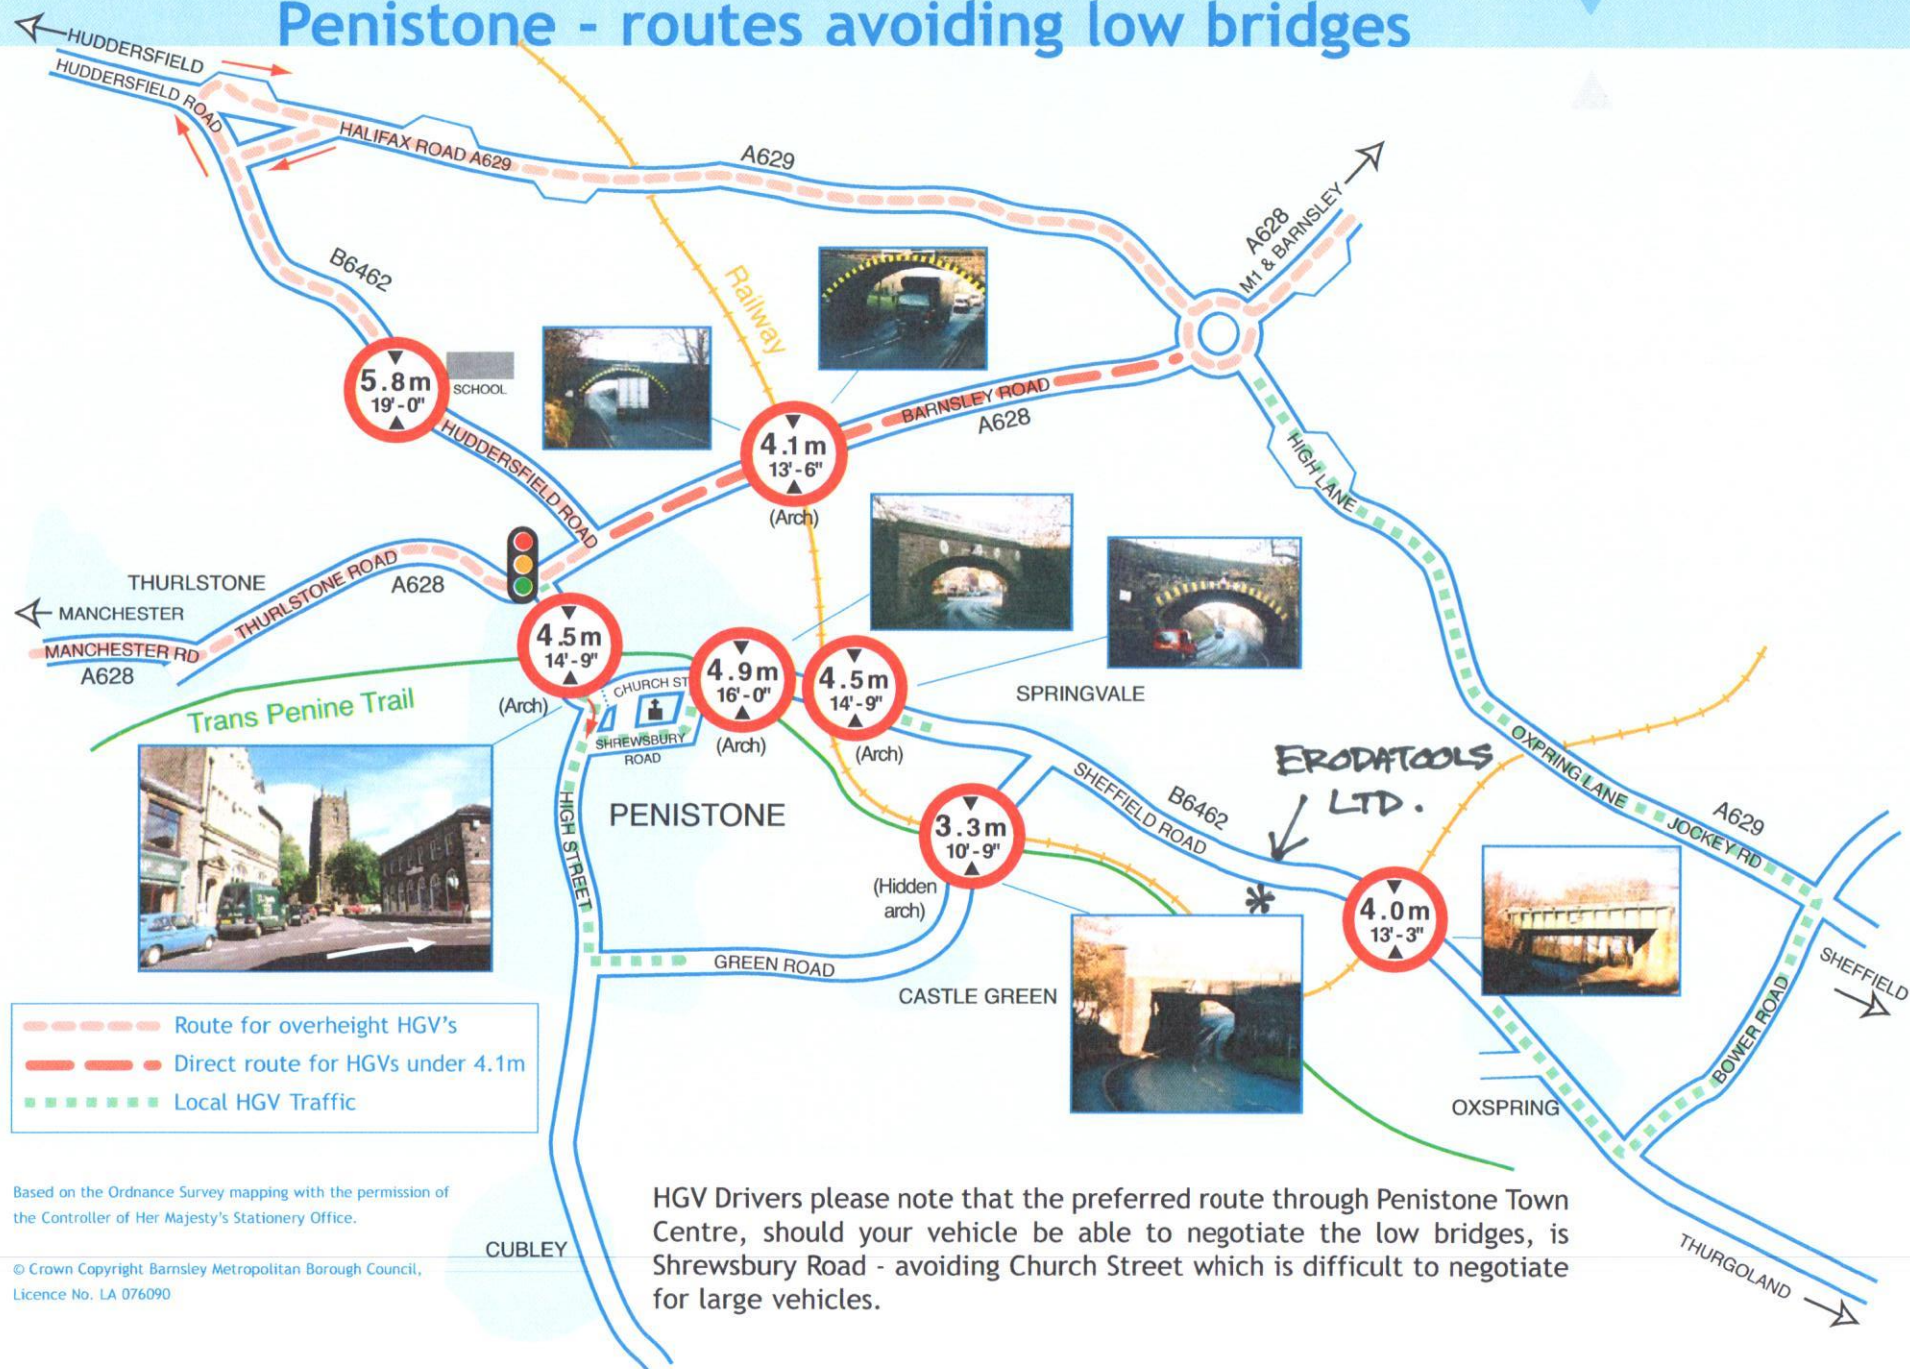 Penistone - routes avoiding low bridges
HUDDERSFIELD
HUDDERSFIELD ROAD
HALIFAX ROAD A629
A629
A628
M1 & BARNSLEY
B6462
Railway
5.8m
19'-0"
SCHOOL
HUDDERSFIELD ROAD
4.1m
13'-6"
(Arch)
BARNSLEY ROAD
A628
HIGH LANE
THURLSTONE
MANCHESTER
MANCHESTER RD
A628
THURLSTONE ROAD
A628
4.5m
14'-9"
(Arch)
Trans Penine Trail
CHURCH ST
SHREWSBURY
ROAD
4.9m
16'-0"
(Arch)
4.5m
14'-9"
(Arch)
SPRINGVALE
PENISTONE
HIGH STREET
3.3m
10'-9"
(Hidden
arch)
SHEFFIELD ROAD
B6462
ERODATOOLS
LTD.
*
4.0m
13'-3"
OXPRING LANE
JOCKEY RD
A629
SHEFFIELD
BOWER ROAD
GREEN ROAD
CASTLE GREEN
OXSPRING
THURGOLAND
CUBLEY
Route for overheight HGV's
Direct route for HGVs under 4.1m
Local HGV Traffic
Based on the Ordnance Survey mapping with the permission of
the Controller of Her Majesty's Stationery Office.
© Crown Copyright Barnsley Metropolitan Borough Council,
Licence No. LA 076090
HGV Drivers please note that the preferred route through Penistone Town
Centre, should your vehicle be able to negotiate the low bridges, is
Shrewsbury Road - avoiding Church Street which is difficult to negotiate
for large vehicles.